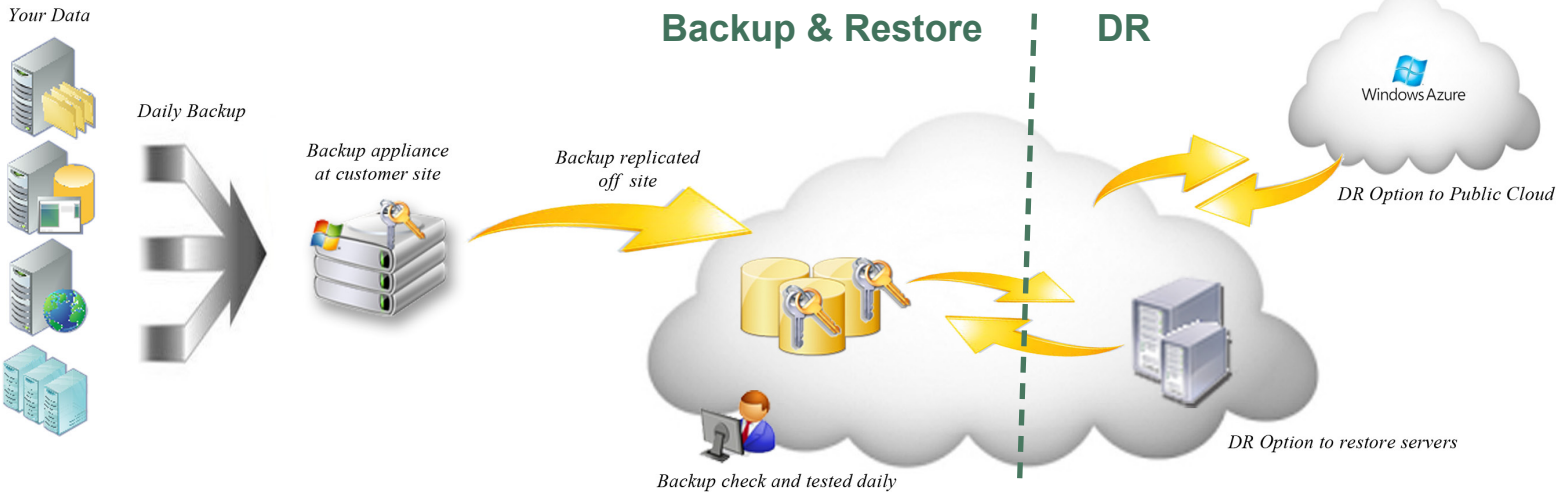 Your Data
Backup & Restore
DR
Windows Azure
Daily Backup
Backup appliance
at customer site
Backup replicated
off site
DR Option to Public Cloud
DR Option to restore servers
Backup check and tested daily